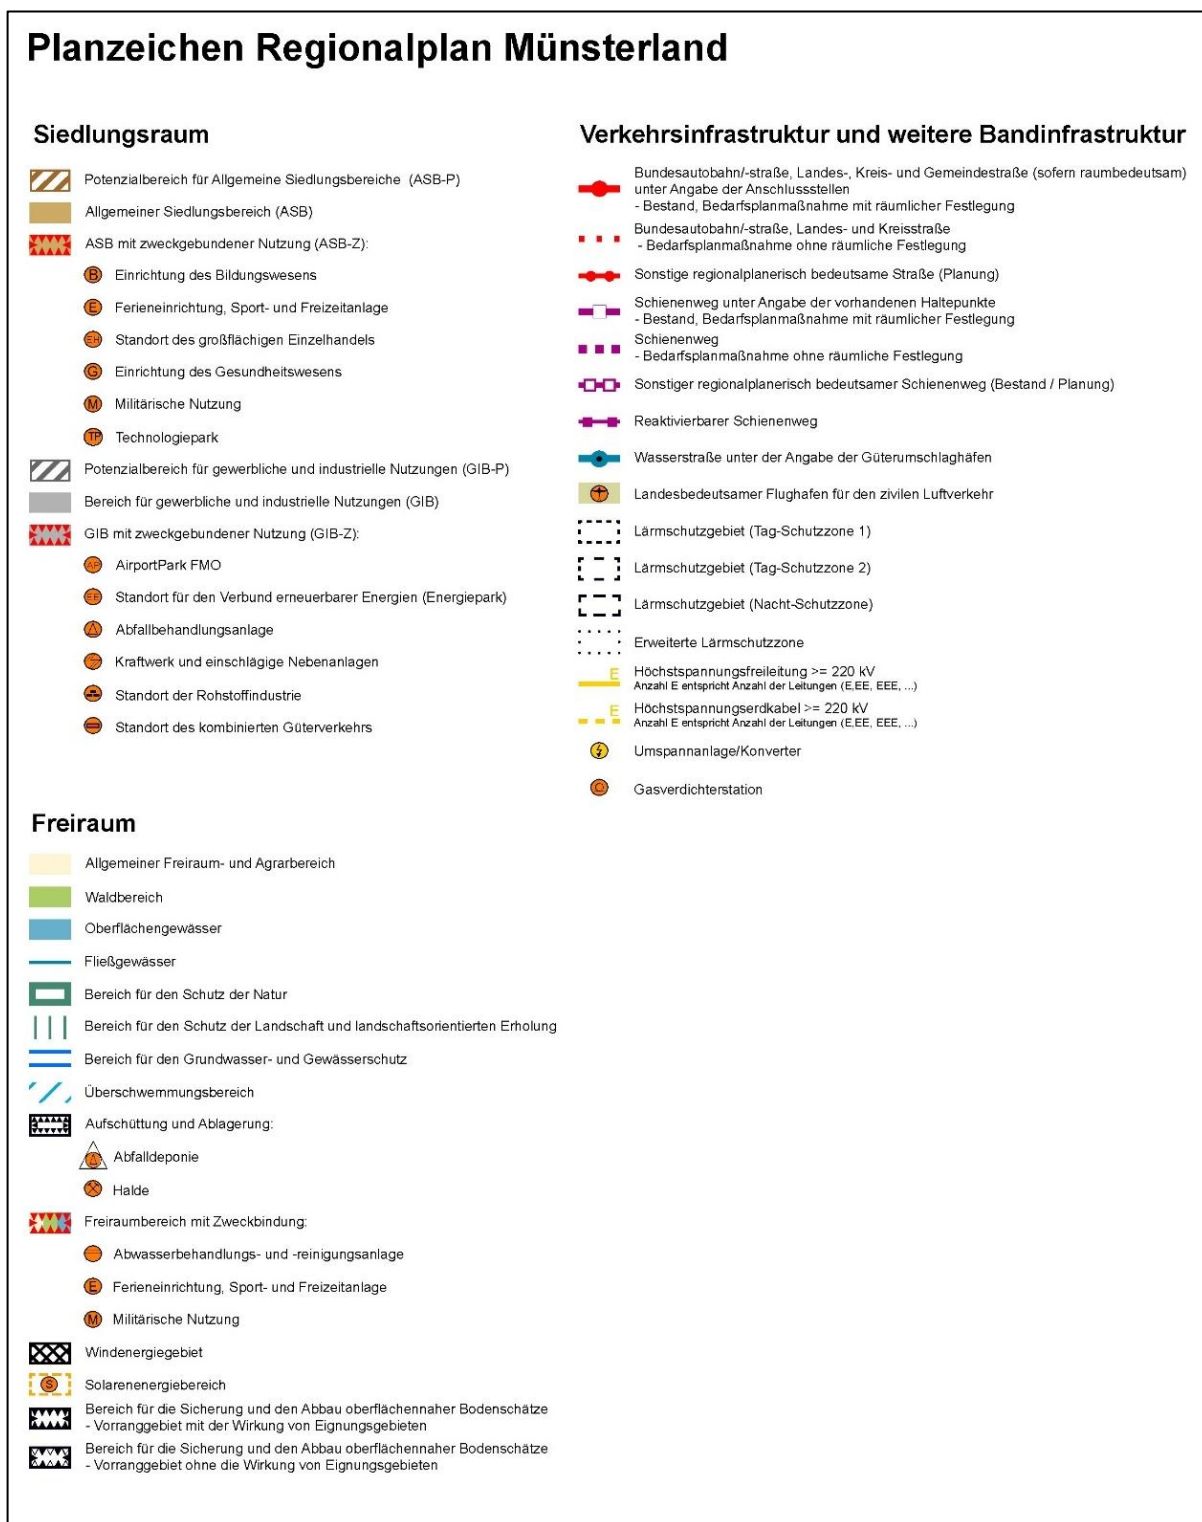 Planzeichen Regionalplan Münsterland
Siedlungsraum
Potenzialbereich für Allgemeine Siedlungsbereiche (ASB-P)
Allgemeiner Siedlungsbereich (ASB)
ASB mit zweckgebundener Nutzung (ASB-Z):
B Einrichtung des Bildungswesens
E Ferieneinrichtung, Sport- und Freizeitanlage
EH Standort des großflächigen Einzelhandels
G Einrichtung des Gesundheitswesens
M Militärische Nutzung
TP Technologiepark
Potenzialbereich für gewerbliche und industrielle Nutzungen (GIB-P)
Bereich für gewerbliche und industrielle Nutzungen (GIB)
GIB mit zweckgebundener Nutzung (GIB-Z):
AP AirportPark FMO
Standort für den Verbund erneuerbarer Energien (Energiepark)
Abfallbehandlungsanlage
Kraftwerk und einschlägige Nebenanlagen
Standort der Rohstoffindustrie
Standort des kombinierten Güterverkehrs
Verkehrsinfrastruktur und weitere Bandinfrastruktur
Bundesautobahn/-straße, Landes-, Kreis- und Gemeindestraße (sofern raumbedeutsam)
unter Angabe der Anschlussstellen
- Bestand, Bedarfsplanmaßnahme mit räumlicher Festlegung
Bundesautobahn/-straße, Landes- und Kreisstraße
- Bedarfsplanmaßnahme ohne räumliche Festlegung
Sonstige regionalplanerisch bedeutsame Straße (Planung)
Schienenweg unter Angabe der vorhandenen Haltepunkte
- Bestand, Bedarfsplanmaßnahme mit räumlicher Festlegung
Schienenweg
- Bedarfsplanmaßnahme ohne räumliche Festlegung
Sonstiger regionalplanerisch bedeutsamer Schienenweg (Bestand / Planung)
Reaktivierbarer Schienenweg
Wasserstraße unter der Angabe der Güterumschlaghäfen
Landesbedeutsamer Flughafen für den zivilen Luftverkehr
Lärmschutzgebiet (Tag-Schutzzone 1)
Lärmschutzgebiet (Tag-Schutzzone 2)
Lärmschutzgebiet (Nacht-Schutzzone)
Erweiterte Lärmschutzzone
E Höchstspannungsfreileitung >= 220 kV
Anzahl E entspricht Anzahl der Leitungen (E,EE, EEE, ...)
E Höchstspannungserdkabel >= 220 kV
Anzahl E entspricht Anzahl der Leitungen (E,EE, EEE, ...)
Umspannanlage/Konverter
Gasverdichterstation
Freiraum
Allgemeiner Freiraum- und Agrarbereich
Waldbereich
Oberflächengewässer
Fließgewässer
Bereich für den Schutz der Natur
Bereich für den Schutz der Landschaft und landschaftsorientierten Erholung
Bereich für den Grundwasser- und Gewässerschutz
Überschwemmungsbereich
Aufschüttung und Ablagerung:
Abfalldeponie
Halde
Freiraumbereich mit Zweckbindung:
Abwasserbehandlungs- und -reinigungsanlage
E Ferieneinrichtung, Sport- und Freizeitanlage
M Militärische Nutzung
Windenergiegebiet
S Solarenenergiebereich
Bereich für die Sicherung und den Abbau oberflächennaher Bodenschätze
- Vorranggebiet mit der Wirkung von Eignungsgebieten
Bereich für die Sicherung und den Abbau oberflächennaher Bodenschätze
- Vorranggebiet ohne die Wirkung von Eignungsgebieten